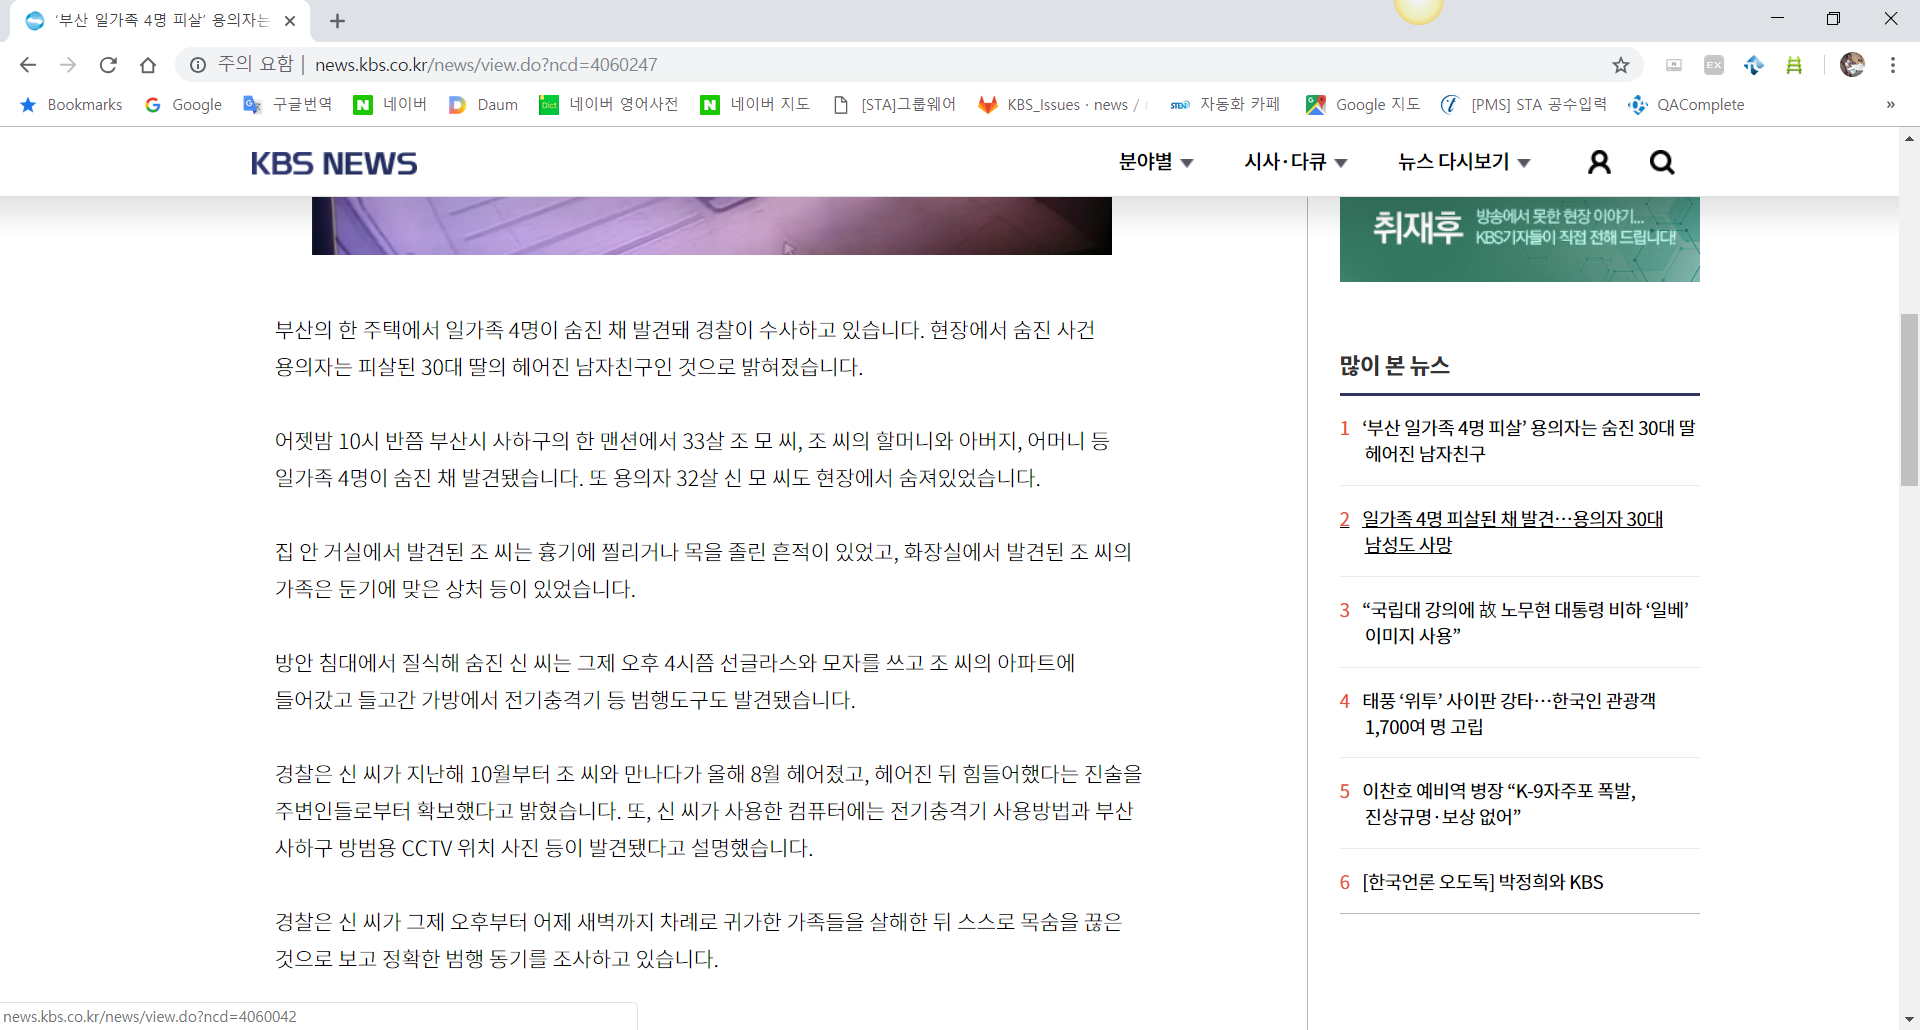 ‘부산 일가족 4명 피살’ 용의자는
주의 요함 | news.kbs.co.kr/news/view.do?ncd=4060247
Bookmarks Google 구글번역 네이버 Daum 네이버 영어사전 네이버 지도 [STA]그룹웨어 KBS_Issues · news / 자동화 카페 Google 지도 [PMS] STA 공수입력 QAComplete »
KBS NEWS
분야별 시사·다큐 뉴스 다시보기
취재후
방송에서 못한 현장 이야기...
KBS기자들이 직접 전해 드립니다!
부산의 한 주택에서 일가족 4명이 숨진 채 발견돼 경찰이 수사하고 있습니다. 현장에서 숨진 사건
용의자는 피살된 30대 딸의 헤어진 남자친구인 것으로 밝혀졌습니다.
어젯밤 10시 반쯤 부산시 사하구의 한 맨션에서 33살 조 모 씨, 조 씨의 할머니와 아버지, 어머니 등
일가족 4명이 숨진 채 발견됐습니다. 또 용의자 32살 신 모 씨도 현장에서 숨져있었습니다.
집 안 거실에서 발견된 조 씨는 흉기에 찔리거나 목을 졸린 흔적이 있었고, 화장실에서 발견된 조 씨의
가족은 둔기에 맞은 상처 등이 있었습니다.
방안 침대에서 질식해 숨진 신 씨는 그제 오후 4시쯤 선글라스와 모자를 쓰고 조 씨의 아파트에
들어갔고 들고간 가방에서 전기충격기 등 범행도구도 발견됐습니다.
경찰은 신 씨가 지난해 10월부터 조 씨와 만나다가 올해 8월 헤어졌고, 헤어진 뒤 힘들어했다는 진술을
주변인들로부터 확보했다고 밝혔습니다. 또, 신 씨가 사용한 컴퓨터에는 전기충격기 사용방법과 부산
사하구 방범용 CCTV 위치 사진 등이 발견됐다고 설명했습니다.
경찰은 신 씨가 그제 오후부터 어제 새벽까지 차례로 귀가한 가족들을 살해한 뒤 스스로 목숨을 끊은
것으로 보고 정확한 범행 동기를 조사하고 있습니다.
많이 본 뉴스
1 ‘부산 일가족 4명 피살’ 용의자는 숨진 30대 딸
헤어진 남자친구
2 일가족 4명 피살된 채 발견…용의자 30대
남성도 사망
3 “국립대 강의에 故 노무현 대통령 비하 ‘일베’
이미지 사용”
4 태풍 ‘위투’ 사이판 강타…한국인 관광객
1,700여 명 고립
5 이찬호 예비역 병장 “K-9자주포 폭발,
진상규명·보상 없어”
6 [한국언론 오도독] 박정희와 KBS
news.kbs.co.kr/news/view.do?ncd=4060042